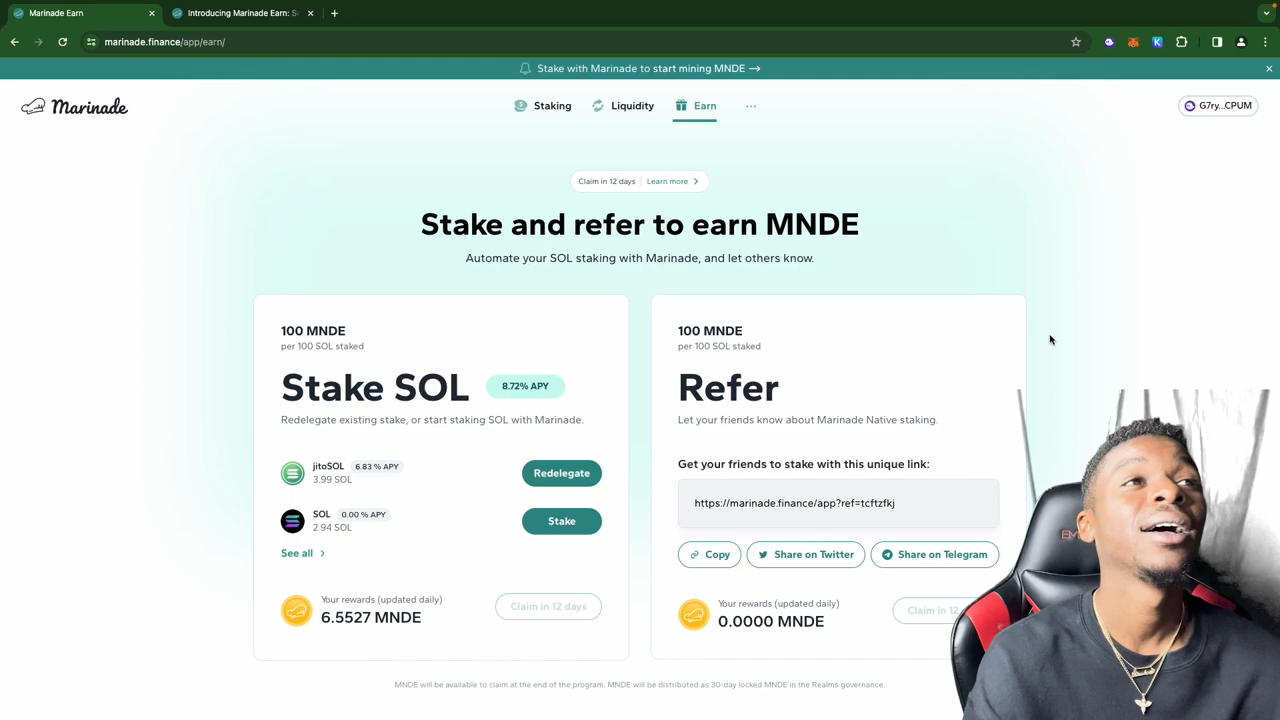 Marinade Earn
Introducing Marinade Earn: S
marinade.finance/app/earn/
Stake with Marinade to start mining MNDE →
Marinade
Staking
Liquidity
Earn
G7ry...CPUM
Claim in 12 days
Learn more
Stake and refer to earn MNDE
Automate your SOL staking with Marinade, and let others know.
100 MNDE
per 100 SOL staked
Stake SOL
8.72% APY
Redelegate existing stake, or start staking SOL with Marinade.
jitoSOL
6.83 % APY
3.99 SOL
Redelegate
SOL
0.00 % APY
2.94 SOL
Stake
See all
Your rewards (updated daily)
6.5527 MNDE
Claim in 12 days
100 MNDE
per 100 SOL staked
Refer
Let your friends know about Marinade Native staking.
Get your friends to stake with this unique link:
https://marinade.finance/app?ref=tcftzfkj
Copy
Share on Twitter
Share on Telegram
Your rewards (updated daily)
0.0000 MNDE
Claim in 12
MNDE will be available to claim at the end of the program. MNDE will be distributed as 30-day locked MNDE in the Realms governance.